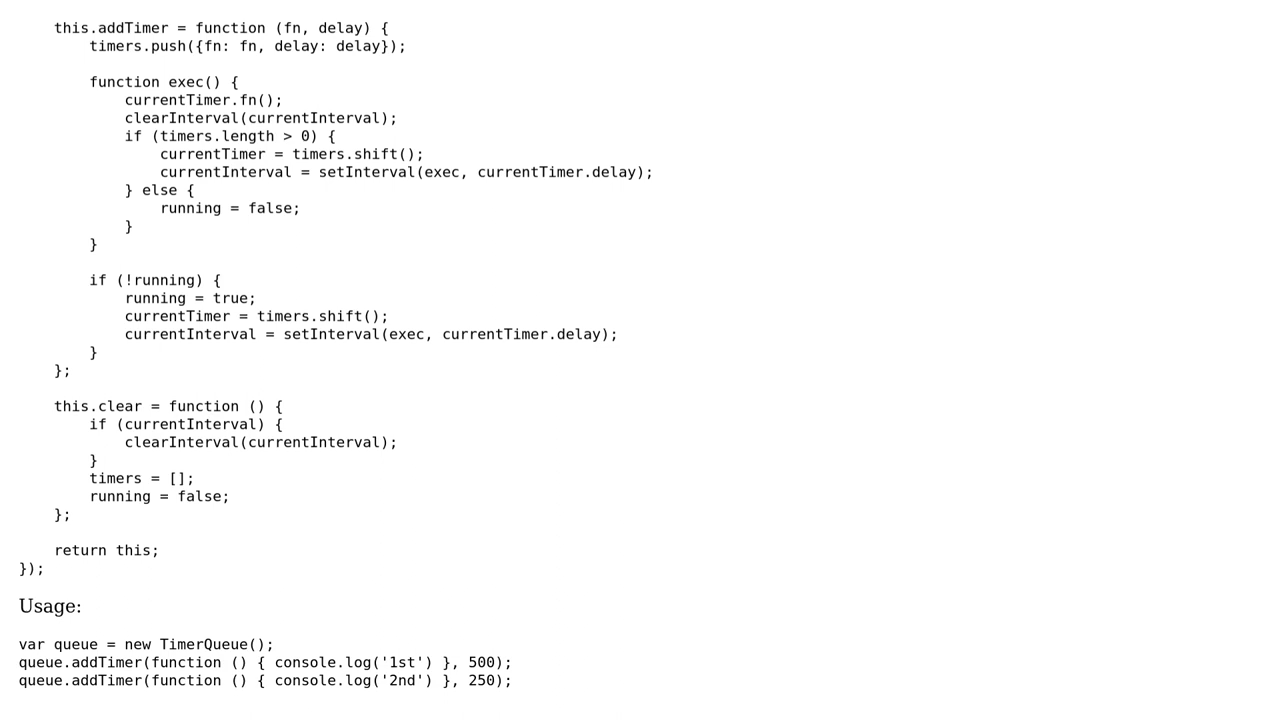 this.addTimer = function (fn, delay) {
        timers.push({fn: fn, delay: delay});

        function exec() {
            currentTimer.fn();
            clearInterval(currentInterval);
            if (timers.length > 0) {
                currentTimer = timers.shift();
                currentInterval = setInterval(exec, currentTimer.delay);
            } else {
                running = false;
            }
        }

        if (!running) {
            running = true;
            currentTimer = timers.shift();
            currentInterval = setInterval(exec, currentTimer.delay);
        }
    };

    this.clear = function () {
        if (currentInterval) {
            clearInterval(currentInterval);
        }
        timers = [];
        running = false;
    };

    return this;
});
Usage:
var queue = new TimerQueue();
queue.addTimer(function () { console.log('1st') }, 500);
queue.addTimer(function () { console.log('2nd') }, 250);